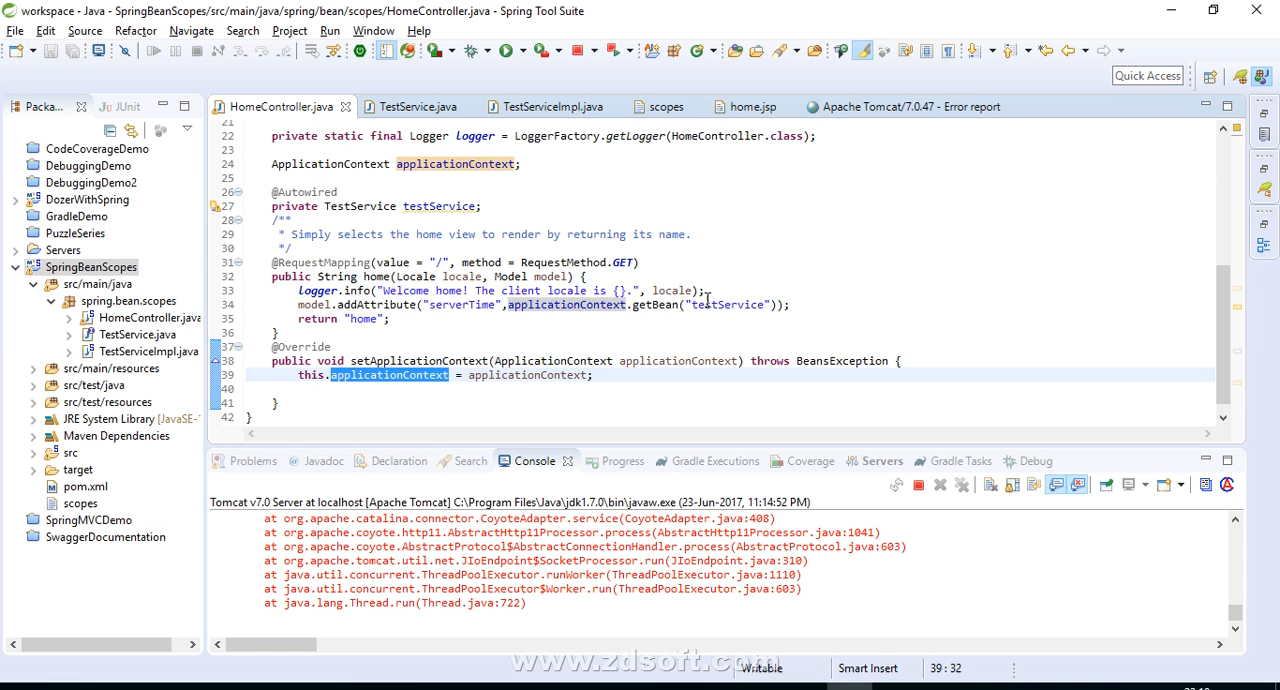 workspace - Java - SpringBeanScopes/src/main/java/spring/bean/scopes/HomeController.java - Spring Tool Suite
File Edit Source Refactor Navigate Search Project Run Window Help
Quick Access
Packa... JUnit
CodeCoverageDemo
DebuggingDemo
DebuggingDemo2
DozerWithSpring
GradleDemo
PuzzleSeries
Servers
SpringBeanScopes
src/main/java
spring.bean.scopes
HomeController.java
TestService.java
TestServiceImpl.java
src/main/resources
src/test/java
src/test/resources
JRE System Library [JavaSE-1
Maven Dependencies
src
target
pom.xml
scopes
SpringMVCDemo
SwaggerDocumentation
HomeController.java TestService.java TestServiceImpl.java scopes home.jsp Apache Tomcat/7.0.47 - Error report
21
22 private static final Logger logger = LoggerFactory.getLogger(HomeController.class);
23
24 ApplicationContext applicationContext;
25
26 @Autowired
27 private TestService testService;
28 /**
29 * Simply selects the home view to render by returning its name.
30 */
31 @RequestMapping(value = "/", method = RequestMethod.GET)
32 public String home(Locale locale, Model model) {
33 logger.info("Welcome home! The client locale is {}.", locale);
34 model.addAttribute("serverTime",applicationContext.getBean("testService"));
35 return "home";
36 }
37 @Override
38 public void setApplicationContext(ApplicationContext applicationContext) throws BeansException {
39 this.applicationContext = applicationContext;
40
41 }
42 }
Problems Javadoc Declaration Search Console Progress Gradle Executions Coverage Servers Gradle Tasks Debug
Tomcat v7.0 Server at localhost [Apache Tomcat] C:\Program Files\Java\jdk1.7.0\bin\javaw.exe (23-Jun-2017, 11:14:52 PM)
at org.apache.catalina.connector.CoyoteAdapter.service(CoyoteAdapter.java:408)
at org.apache.coyote.http11.AbstractHttp11Processor.process(AbstractHttp11Processor.java:1041)
at org.apache.coyote.AbstractProtocol$AbstractConnectionHandler.process(AbstractProtocol.java:603)
at org.apache.tomcat.util.net.JIoEndpoint$SocketProcessor.run(JIoEndpoint.java:310)
at java.util.concurrent.ThreadPoolExecutor.runWorker(ThreadPoolExecutor.java:1110)
at java.util.concurrent.ThreadPoolExecutor$Worker.run(ThreadPoolExecutor.java:603)
at java.lang.Thread.run(Thread.java:722)
www.zdsoft.com
Writable Smart Insert 39 : 32